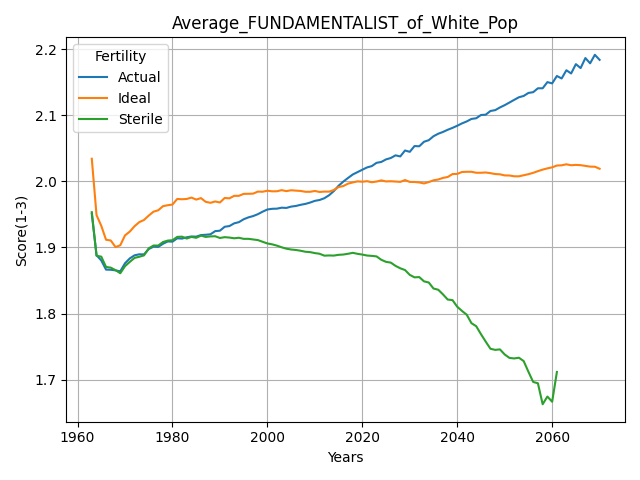 Average_FUNDAMENTALIST_of_White_Pop
Fertility
Actual
Ideal
Sterile
Score(1-3)
2.2
2.1
2.0
1.9
1.8
1.7
1960 1980 2000 2020 2040 2060
Years